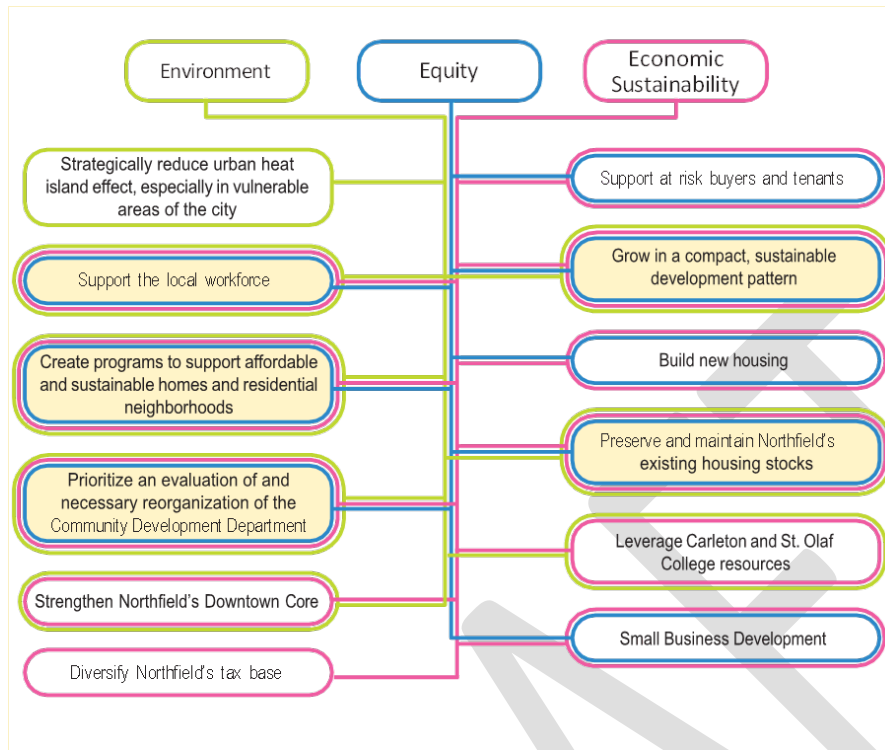 Environment
Equity
Economic
Sustainability
Strategically reduce urban heat
island effect, especially in vulnerable
areas of the city
Support at risk buyers and tenants
Support the local workforce
Grow in a compact, sustainable
development pattern
Create programs to support affordable
and sustainable homes and residential
neighborhoods
Build new housing
Prioritize an evaluation of and
necessary reorganization of the
Community Development Department
Preserve and maintain Northfield's
existing housing stocks
Strengthen Northfield's Downtown Core
Leverage Carleton and St. Olaf
College resources
Diversify Northfield's tax base
Small Business Development